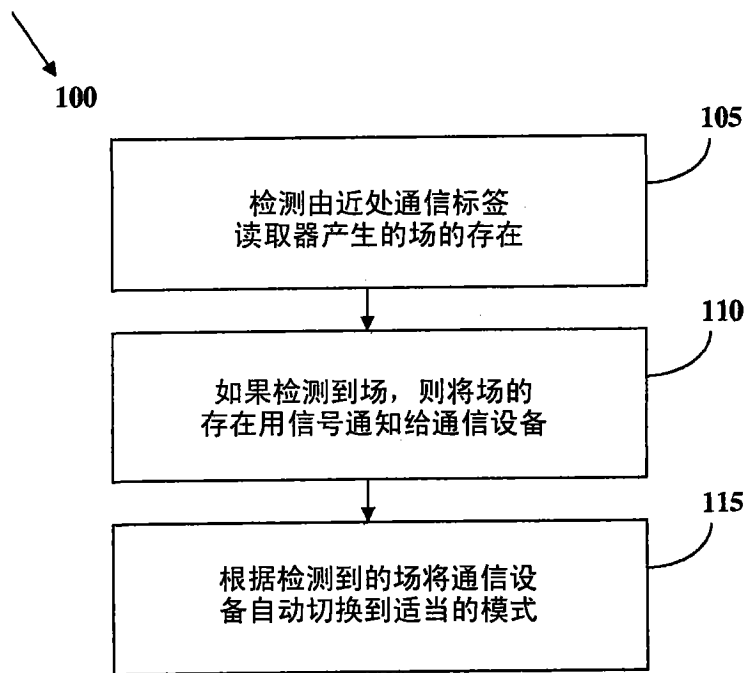 100
105
检测由近处通信标签
读取器产生的场的存在
110
如果检测到场，则将场的
存在用信号通知给通信设备
115
根据检测到的场将通信设
备自动切换到适当的模式